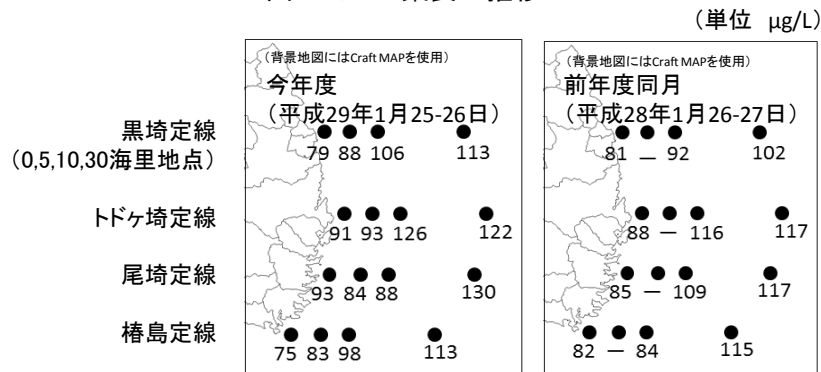 (単位 μg/L)
(背景地図にはCraft MAPを使用)
今年度
(平成29年1月25-26日)
(背景地図にはCraft MAPを使用)
前年度同月
(平成28年1月26-27日)
黒埼定線
(0,5,10,30海里地点)
79 88 106 113
81 — 92 102
トドヶ埼定線
91 93 126 122
88 — 116 117
尾埼定線
93 84 88 130
85 — 109 117
椿島定線
75 83 98 113
82 — 84 115